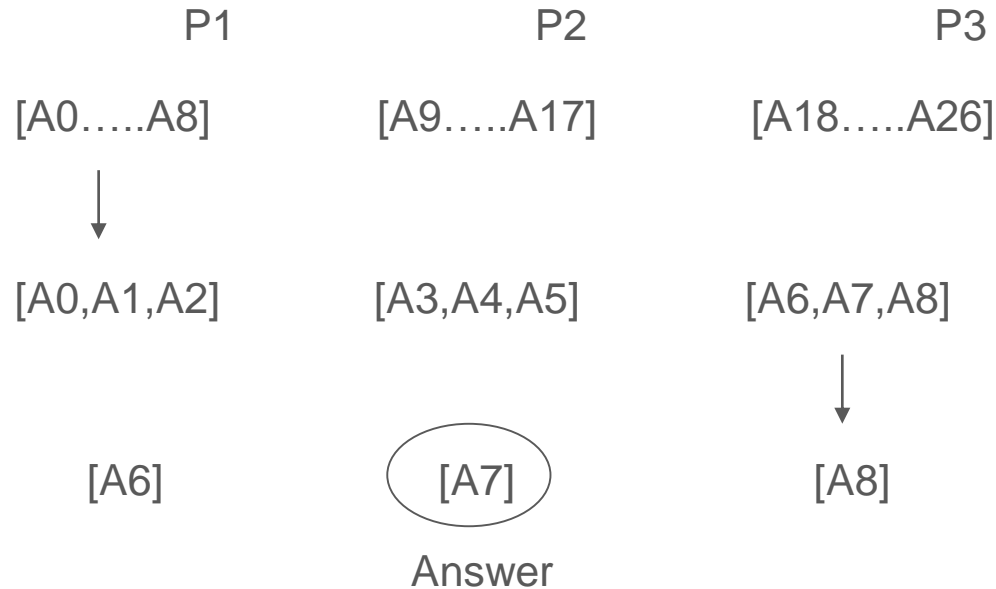 P1 P2 P3
[A0…..A8] [A9…..A17] [A18…..A26]
[A0,A1,A2] [A3,A4,A5] [A6,A7,A8]
[A6] [A7] [A8]
Answer